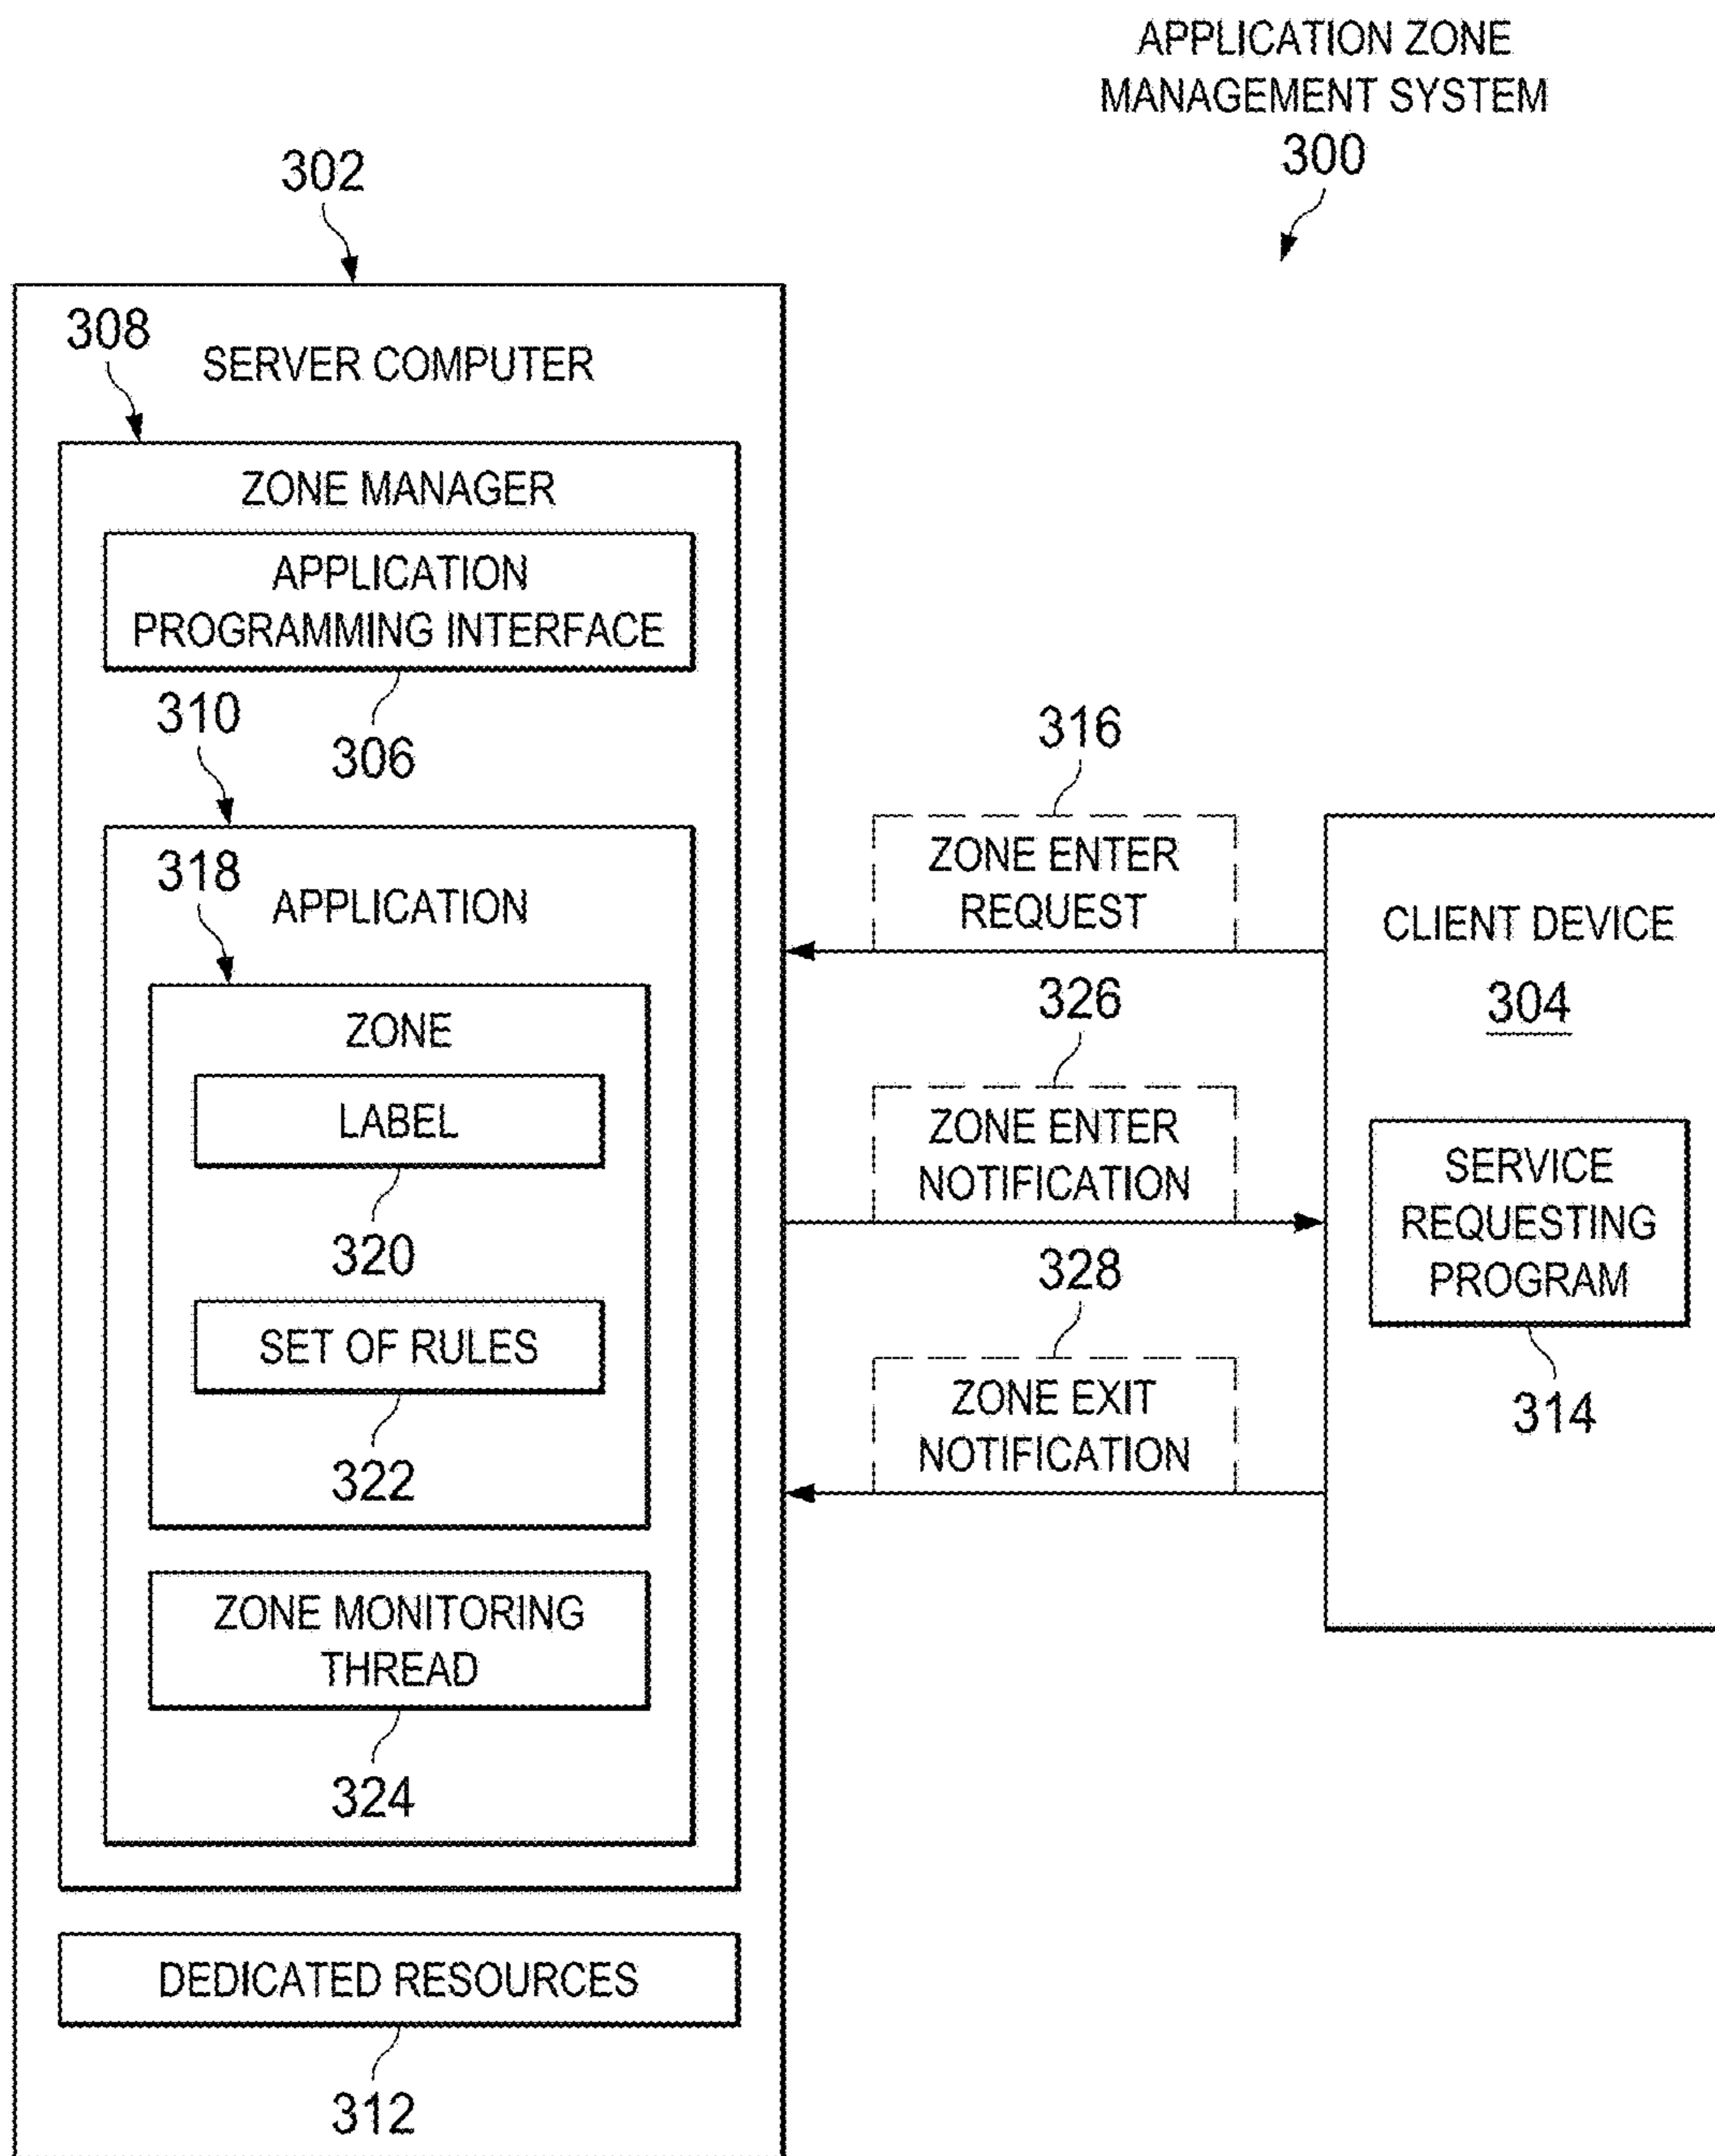 APPLICATION ZONE
MANAGEMENT SYSTEM
300
302
308
SERVER COMPUTER
ZONE MANAGER
APPLICATION
PROGRAMMING INTERFACE
306
310
318
APPLICATION
ZONE
LABEL
320
SET OF RULES
322
ZONE MONITORING
THREAD
324
DEDICATED RESOURCES
312
316
ZONE ENTER
REQUEST
326
ZONE ENTER
NOTIFICATION
328
ZONE EXIT
NOTIFICATION
CLIENT DEVICE
304
SERVICE
REQUESTING
PROGRAM
314